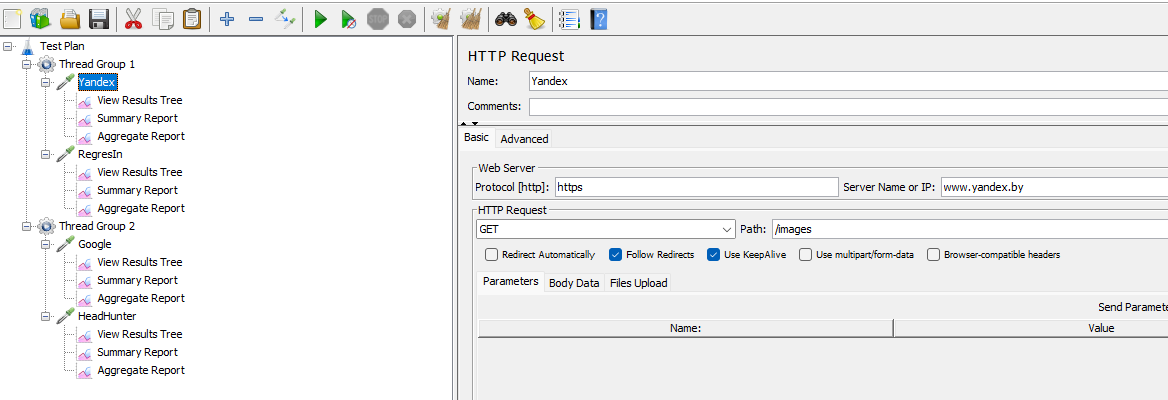 Test Plan
Thread Group 1
Yandex
View Results Tree
Summary Report
Aggregate Report
RegresIn
View Results Tree
Summary Report
Aggregate Report
Thread Group 2
Google
View Results Tree
Summary Report
Aggregate Report
HeadHunter
View Results Tree
Summary Report
Aggregate Report
HTTP Request
Name: Yandex
Comments:
Basic Advanced
Web Server
Protocol [http]: https Server Name or IP: www.yandex.by
HTTP Request
GET Path: /images
Redirect Automatically Follow Redirects Use KeepAlive Use multipart/form-data Browser-compatible headers
Parameters Body Data Files Upload
Send Paramete
Name: Value
STOP